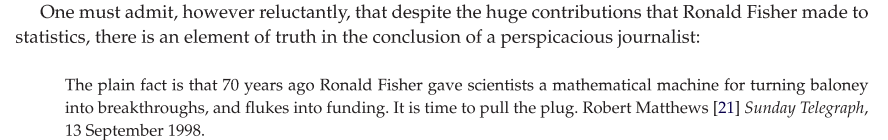 One must admit, however reluctantly, that despite the huge contributions that Ronald Fisher made to
statistics, there is an element of truth in the conclusion of a perspicacious journalist:
The plain fact is that 70 years ago Ronald Fisher gave scientists a mathematical machine for turning baloney
into breakthroughs, and flukes into funding. It is time to pull the plug. Robert Matthews [21] Sunday Telegraph,
13 September 1998.